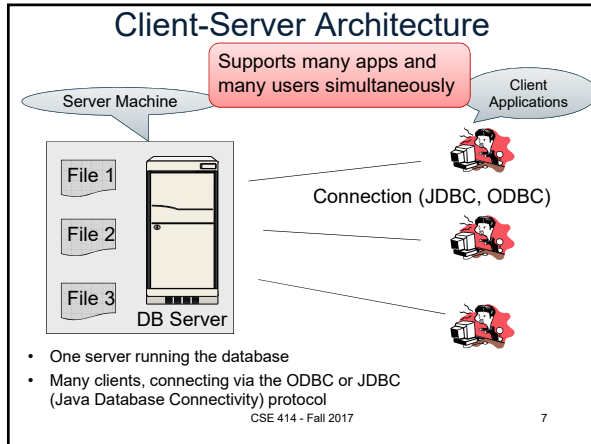 Client-Server Architecture
Supports many apps and
many users simultaneously
Server Machine
Client
Applications
File 1
File 2
File 3
DB Server
Connection (JDBC, ODBC)
• One server running the database
• Many clients, connecting via the ODBC or JDBC
(Java Database Connectivity) protocol
CSE 414 - Fall 2017
7